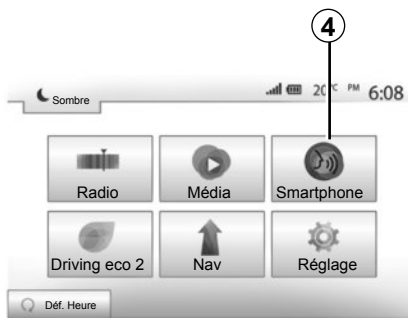 4
Sombre 20°C PM 6:08
Radio Média Smartphone
Driving eco 2 Nav Réglage
Déf. Heure